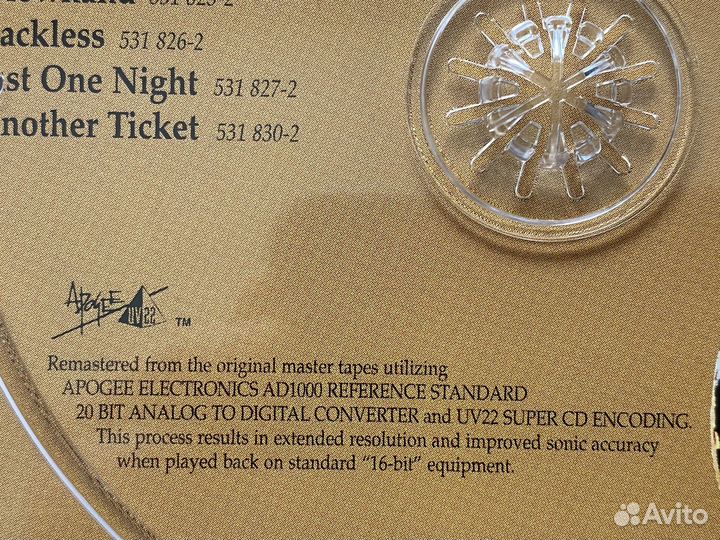 531 825-2
ackless 531 826-2
st One Night 531 827-2
nother Ticket 531 830-2
APOGEE UV22 TM
Remastered from the original master tapes utilizing
APOGEE ELECTRONICS AD1000 REFERENCE STANDARD
20 BIT ANALOG TO DIGITAL CONVERTER and UV22 SUPER CD ENCODING.
This process results in extended resolution and improved sonic accuracy
when played back on standard “16-bit” equipment.
Avito